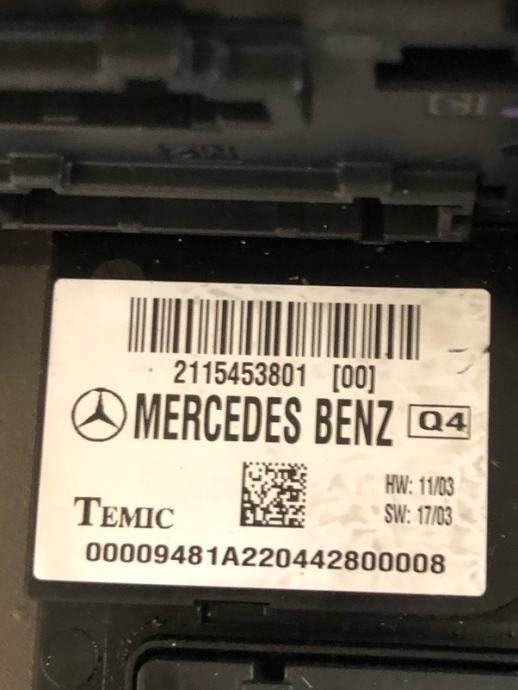 2115453801 [00]
MERCEDES BENZ Q4
HW: 11/03
TEMIC SW: 17/03
00009481A220442800008